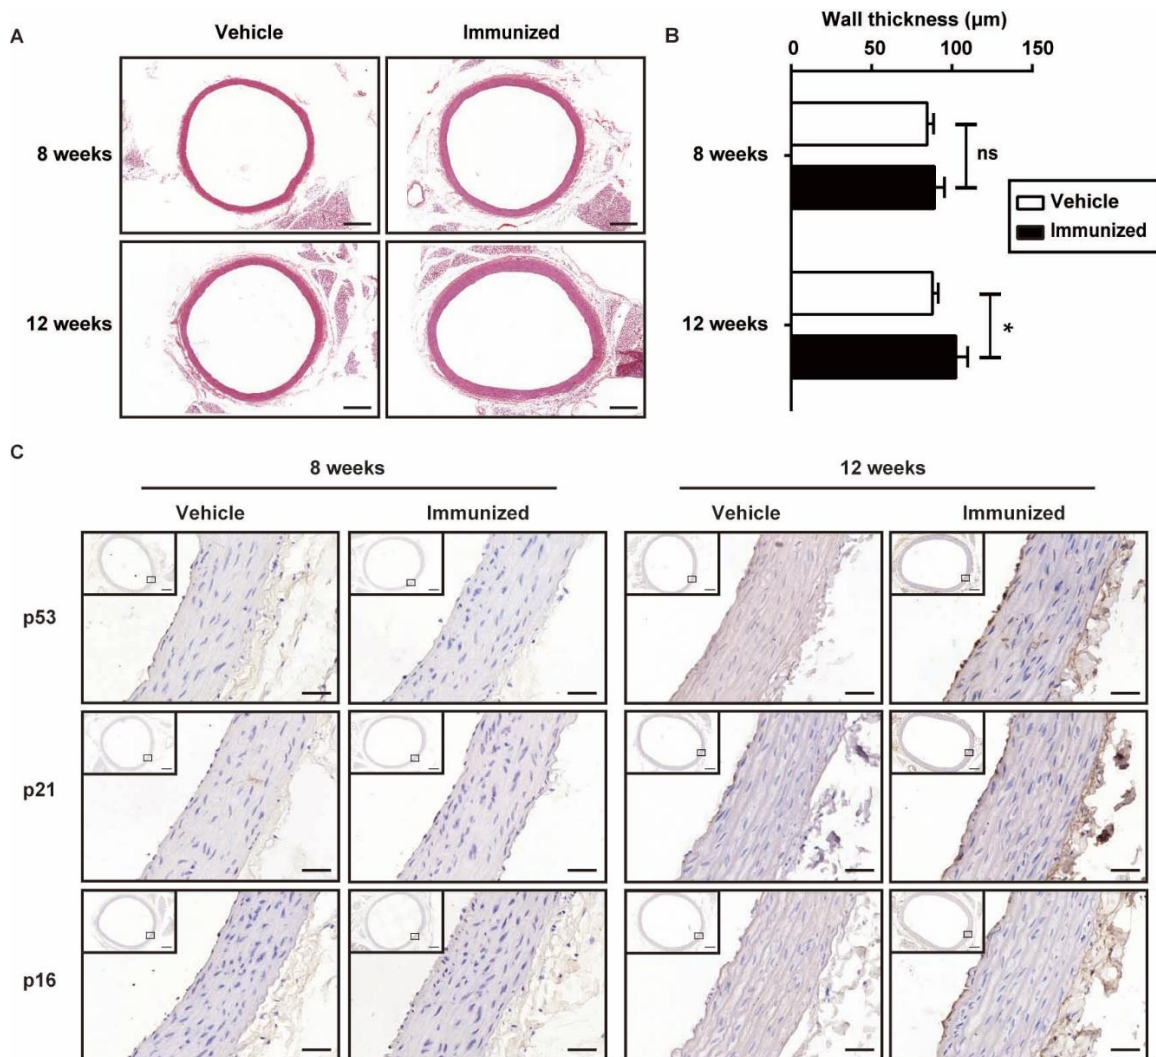 A
Vehicle
Immunized
8 weeks
12 weeks
B
Wall thickness (μm)
0 50 100 150
8 weeks
ns
12 weeks
*
Vehicle
Immunized
C
8 weeks
12 weeks
Vehicle
Immunized
Vehicle
Immunized
p53
p21
p16